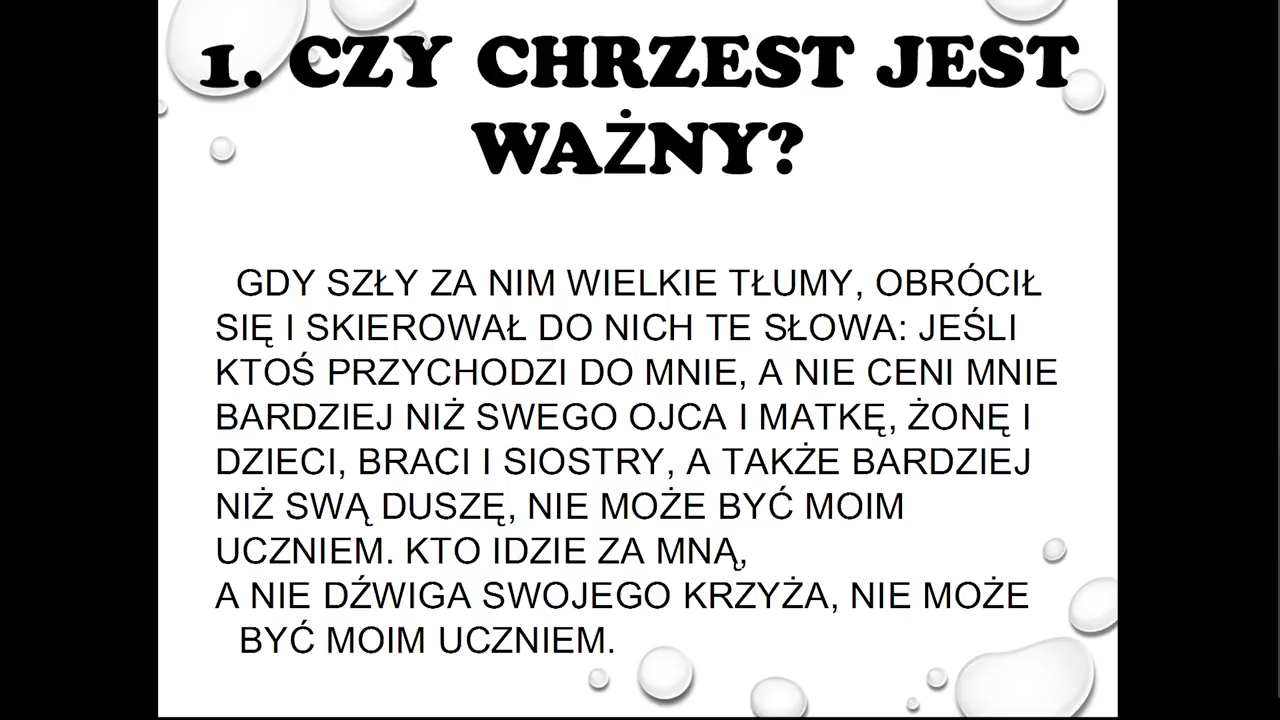 1. CZY CHRZEST JEST
WAŻNY?
GDY SZŁY ZA NIM WIELKIE TŁUMY, OBRÓCIŁ
SIĘ I SKIEROWAŁ DO NICH TE SŁOWA: JEŚLI
KTOŚ PRZYCHODZI DO MNIE, A NIE CENI MNIE
BARDZIEJ NIŻ SWEGO OJCA I MATKĘ, ŻONĘ I
DZIECI, BRACI I SIOSTRY, A TAKŻE BARDZIEJ
NIŻ SWĄ DUSZĘ, NIE MOŻE BYĆ MOIM
UCZNIEM. KTO IDZIE ZA MNĄ,
A NIE DŹWIGA SWOJEGO KRZYŻA, NIE MOŻE
BYĆ MOIM UCZNIEM.